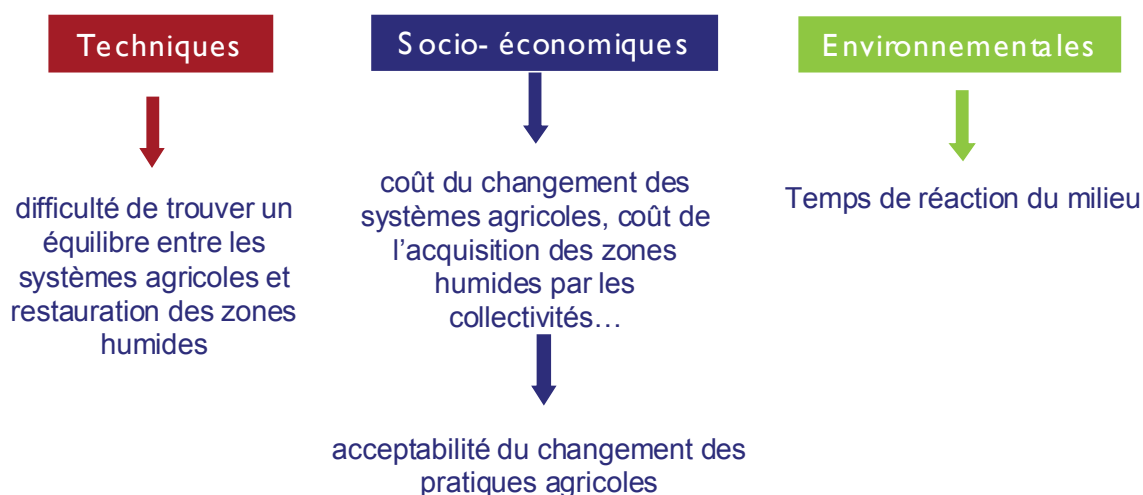 Techniques
Socio- économiques
Environnementales
difficulté de trouver un
équilibre entre les
systèmes agricoles et
restauration des zones
humides
coût du changement des
systèmes agricoles, coût de
l’acquisition des zones
humides par les
collectivités…
acceptabilité du changement des
pratiques agricoles
Temps de réaction du milieu